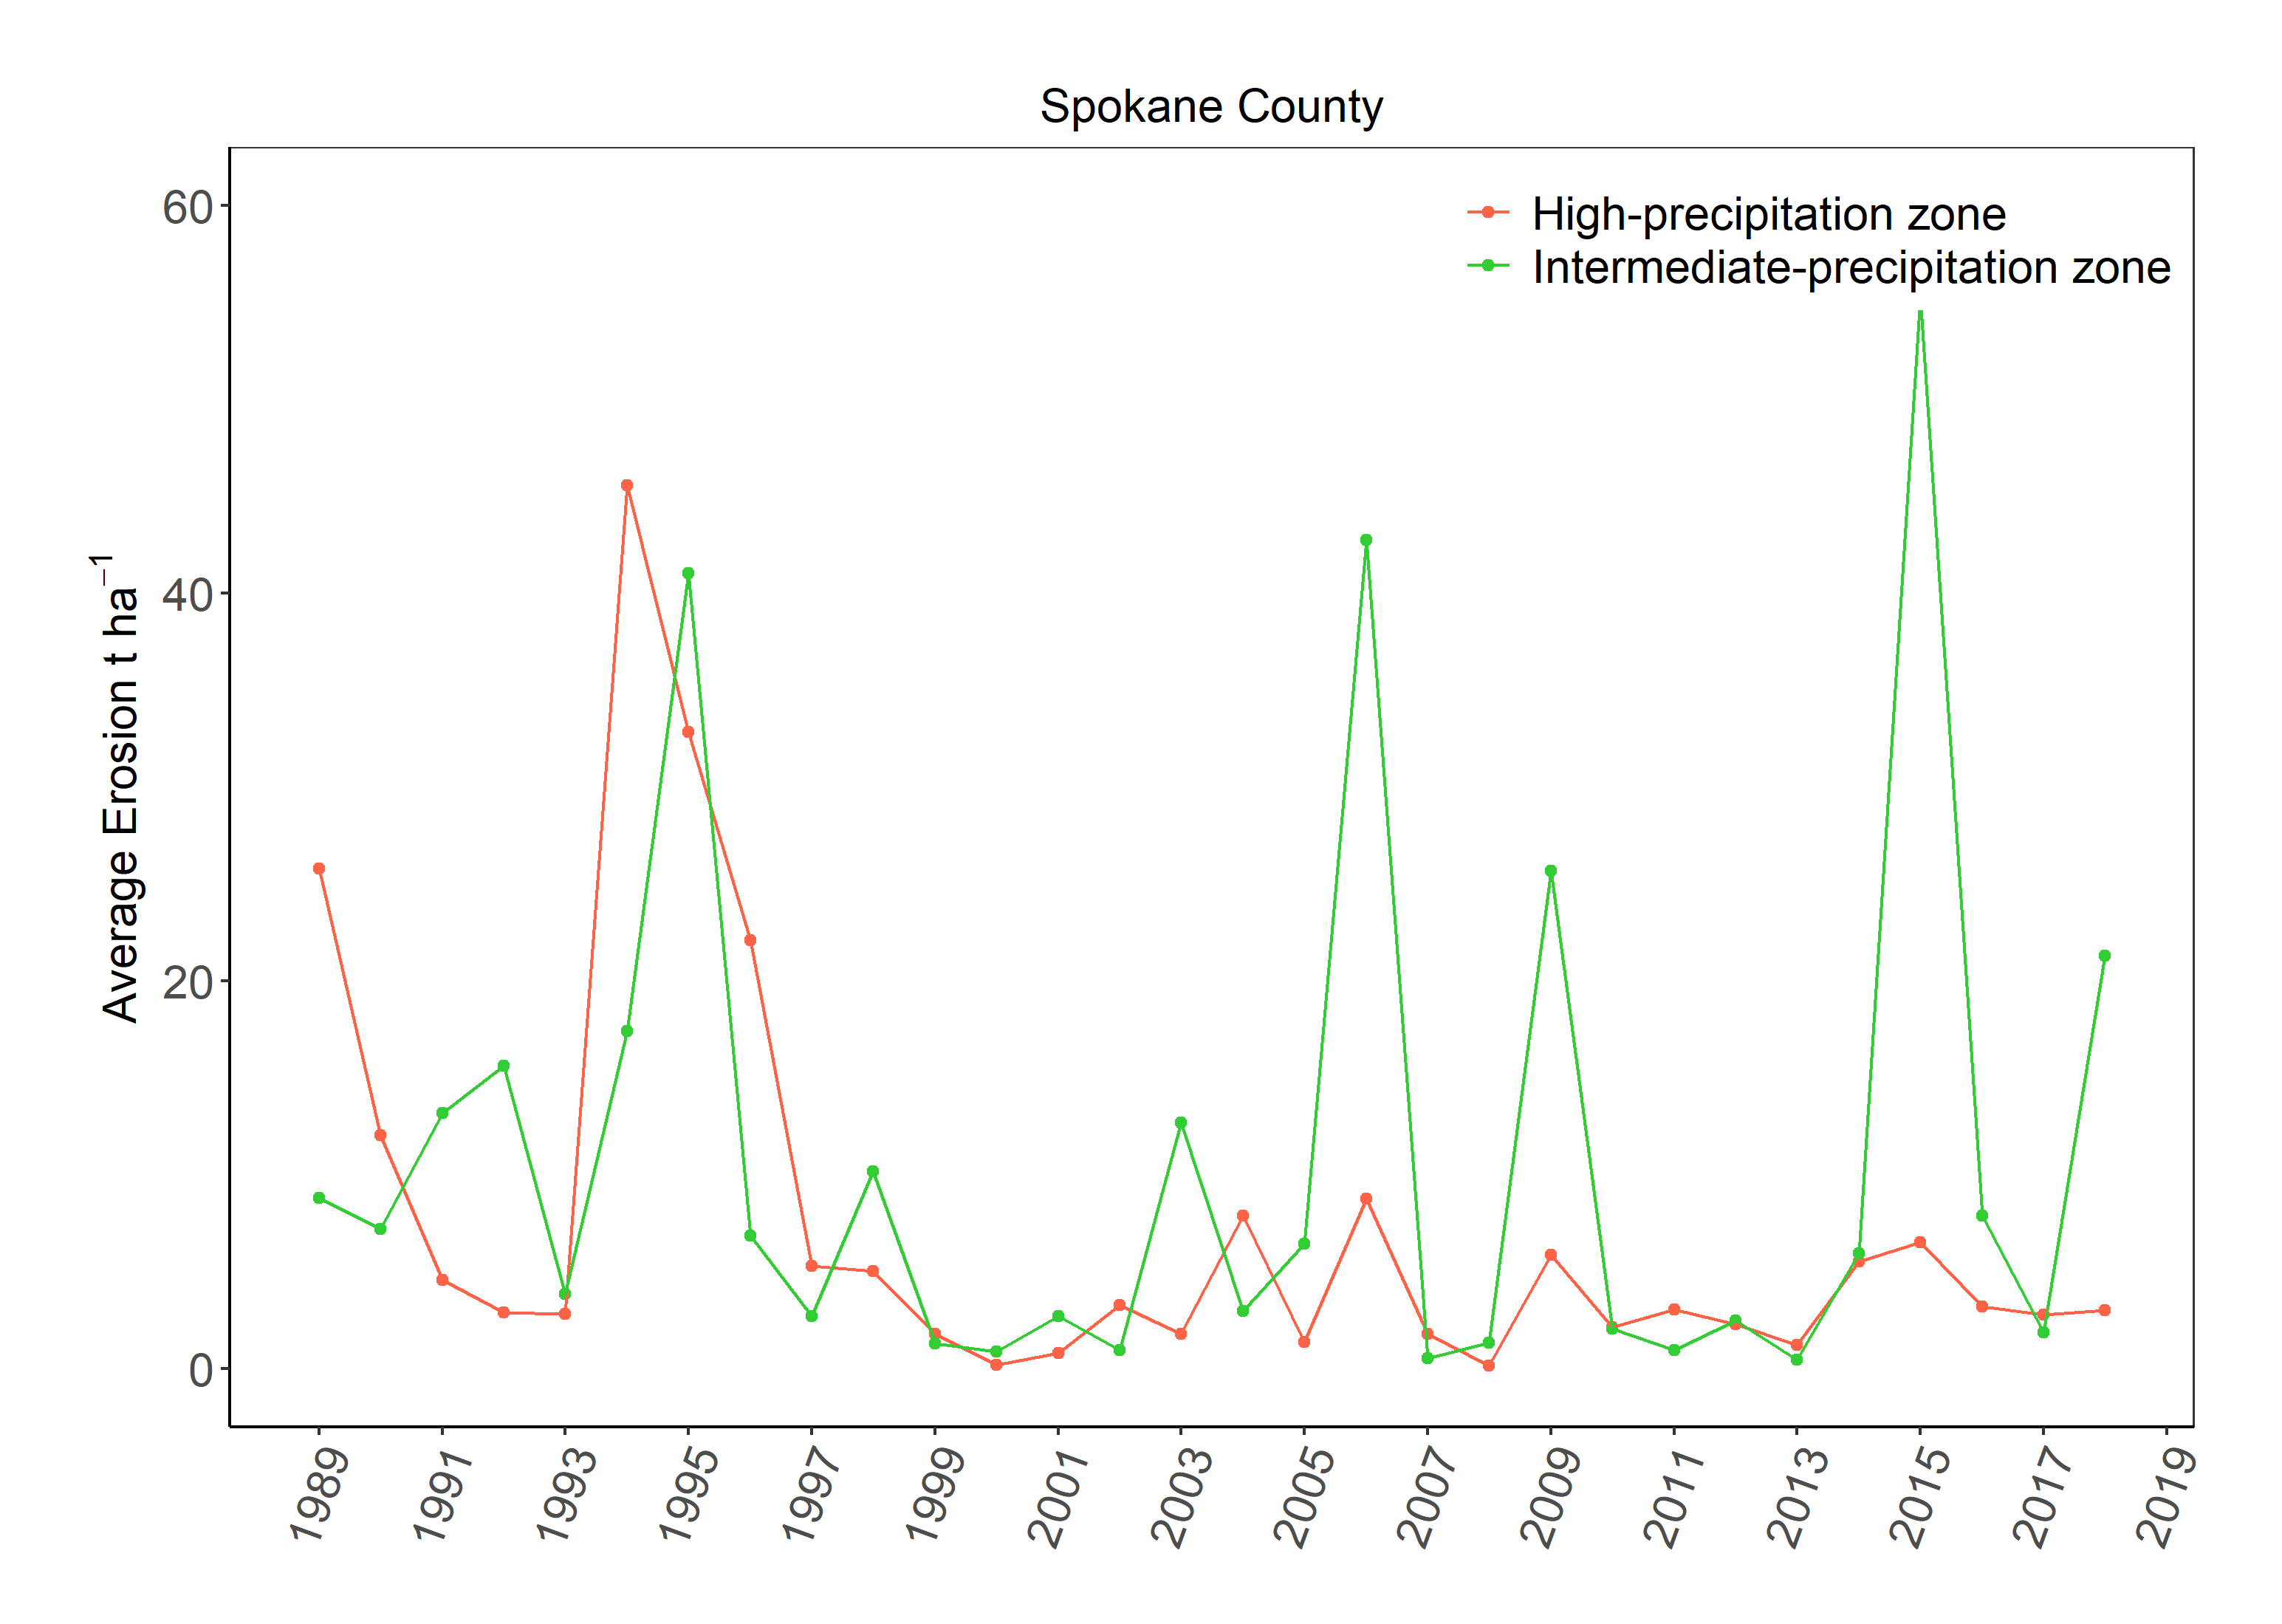 Spokane County
High-precipitation zone
Intermediate-precipitation zone
Average Erosion t ha⁻¹
60
40
20
0
1989 1991 1993 1995 1997 1999 2001 2003 2005 2007 2009 2011 2013 2015 2017 2019